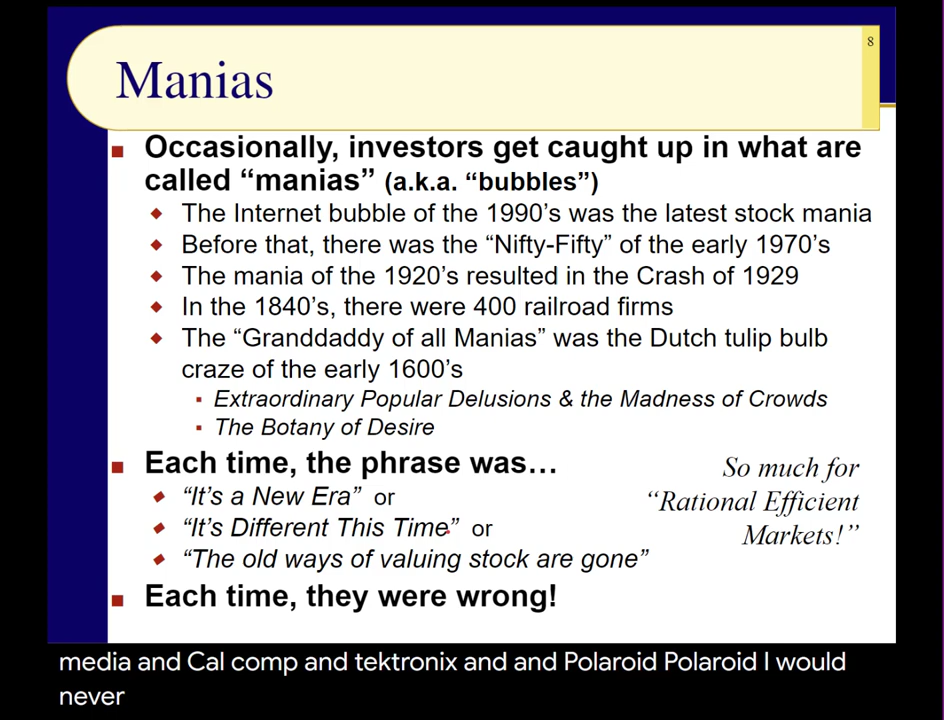 8
Manias
Occasionally, investors get caught up in what are
called “manias” (a.k.a. “bubbles”)
The Internet bubble of the 1990’s was the latest stock mania
Before that, there was the “Nifty-Fifty” of the early 1970’s
The mania of the 1920’s resulted in the Crash of 1929
In the 1840’s, there were 400 railroad firms
The “Granddaddy of all Manias” was the Dutch tulip bulb
craze of the early 1600’s
Extraordinary Popular Delusions & the Madness of Crowds
The Botany of Desire
Each time, the phrase was…
“It’s a New Era” or
“It’s Different This Time” or
“The old ways of valuing stock are gone”
So much for
“Rational Efficient
Markets!”
Each time, they were wrong!
media and Cal comp and tektronix and and Polaroid Polaroid I would
never